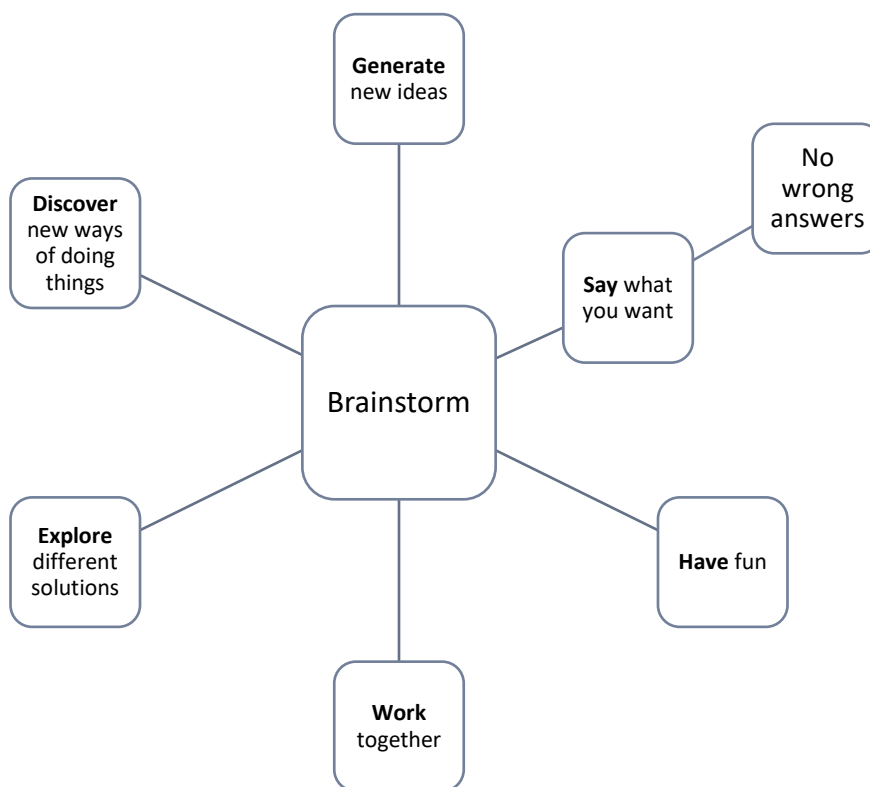 Generate
new ideas
No
wrong
answers
Discover
new ways
of doing
things
Say what
you want
Brainstorm
Explore
different
solutions
Have fun
Work
together